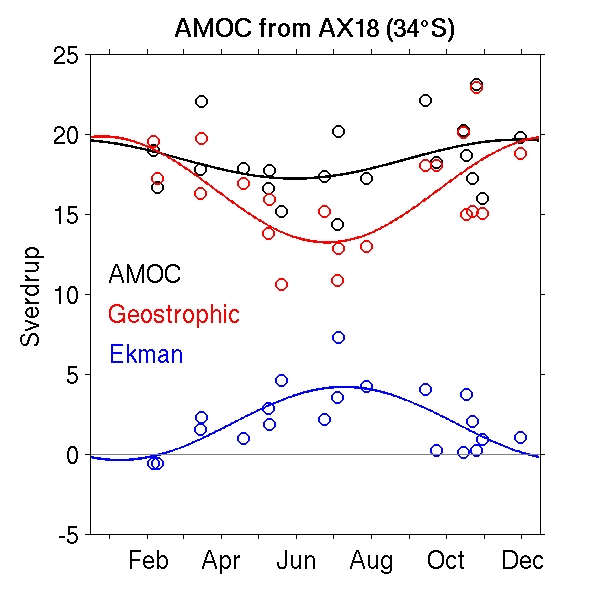 AMOC from AX18 (34°S)
25
20
15
10
5
0
-5
Sverdrup
AMOC
Geostrophic
Ekman
Feb Apr Jun Aug Oct Dec